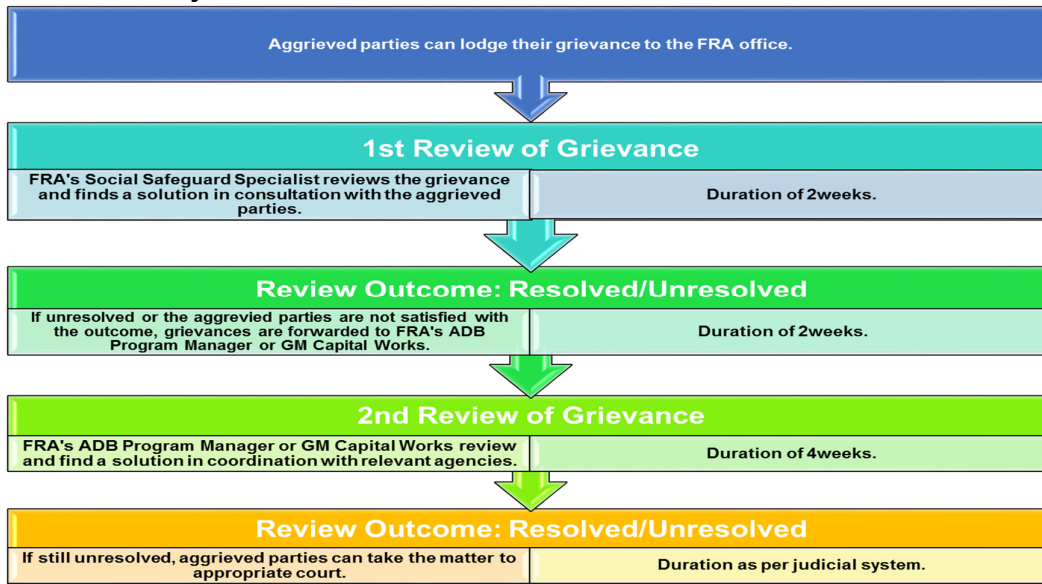 Aggrieved parties can lodge their grievance to the FRA office.
1st Review of Grievance
FRA's Social Safeguard Specialist reviews the grievance
and finds a solution in consultation with the aggrieved
parties.
Duration of 2weeks.
Review Outcome: Resolved/Unresolved
If unresolved or the aggrevied parties are not satisfied with
the outcome, grievances are forwarded to FRA's ADB
Program Manager or GM Capital Works.
Duration of 2weeks.
2nd Review of Grievance
FRA's ADB Program Manager or GM Capital Works review
and find a solution in coordination with relevant agencies.
Duration of 4weeks.
Review Outcome: Resolved/Unresolved
If still unresolved, aggrieved parties can take the matter to
appropriate court.
Duration as per judicial system.